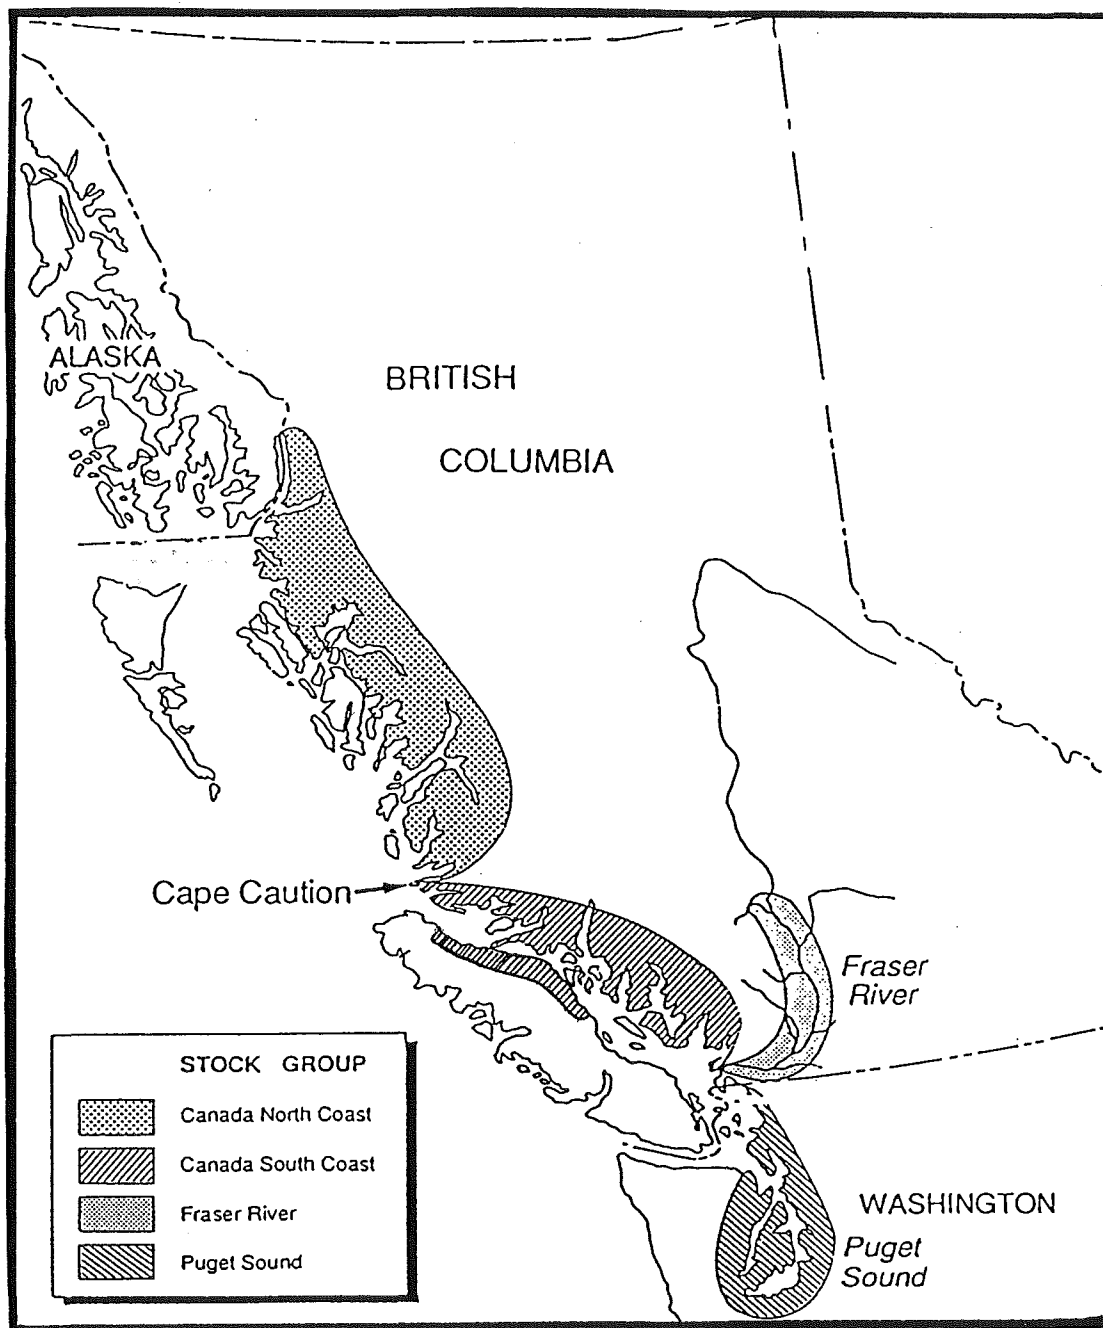 ALASKA
BRITISH
COLUMBIA
Cape Caution
Fraser
River
STOCK GROUP
Canada North Coast
Canada South Coast
Fraser River
Puget Sound
WASHINGTON
Puget
Sound